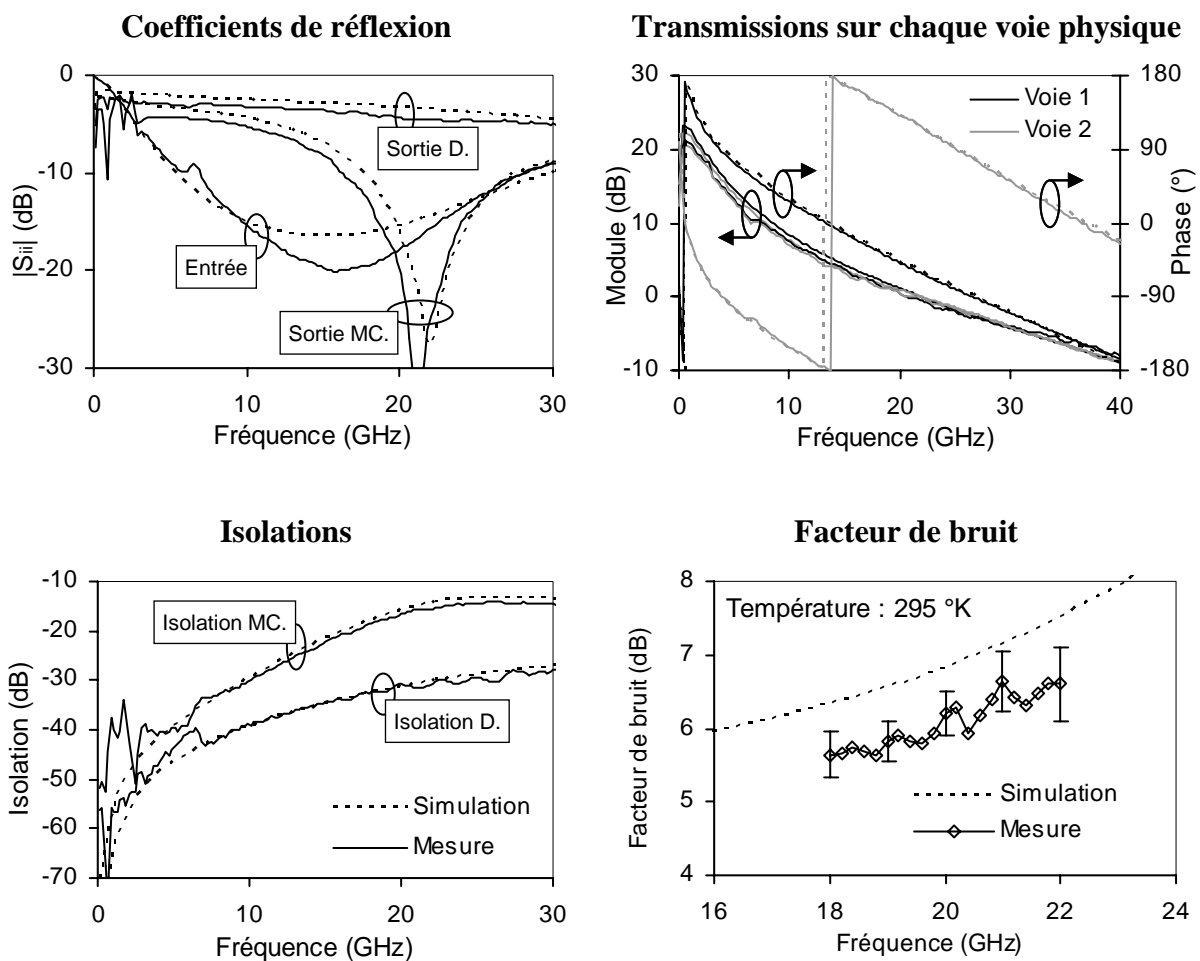 Coefficients de réflexion
0
-10
-20
-30
|Sii| (dB)
Sortie D.
Entrée
Sortie MC.
0
10
20
30
Fréquence (GHz)
Transmissions sur chaque voie physique
30
20
10
0
-10
Module (dB)
Voie 1
Voie 2
180
90
0
-90
-180
Phase (°)
0
10
20
30
40
Fréquence (GHz)
Isolations
-10
-20
-30
-40
-50
-60
-70
Isolation (dB)
Isolation MC.
Isolation D.
Simulation
Mesure
0
10
20
30
Fréquence (GHz)
Facteur de bruit
8
7
6
5
4
Facteur de bruit (dB)
Température : 295 °K
Simulation
Mesure
16
18
20
22
24
Fréquence (GHz)